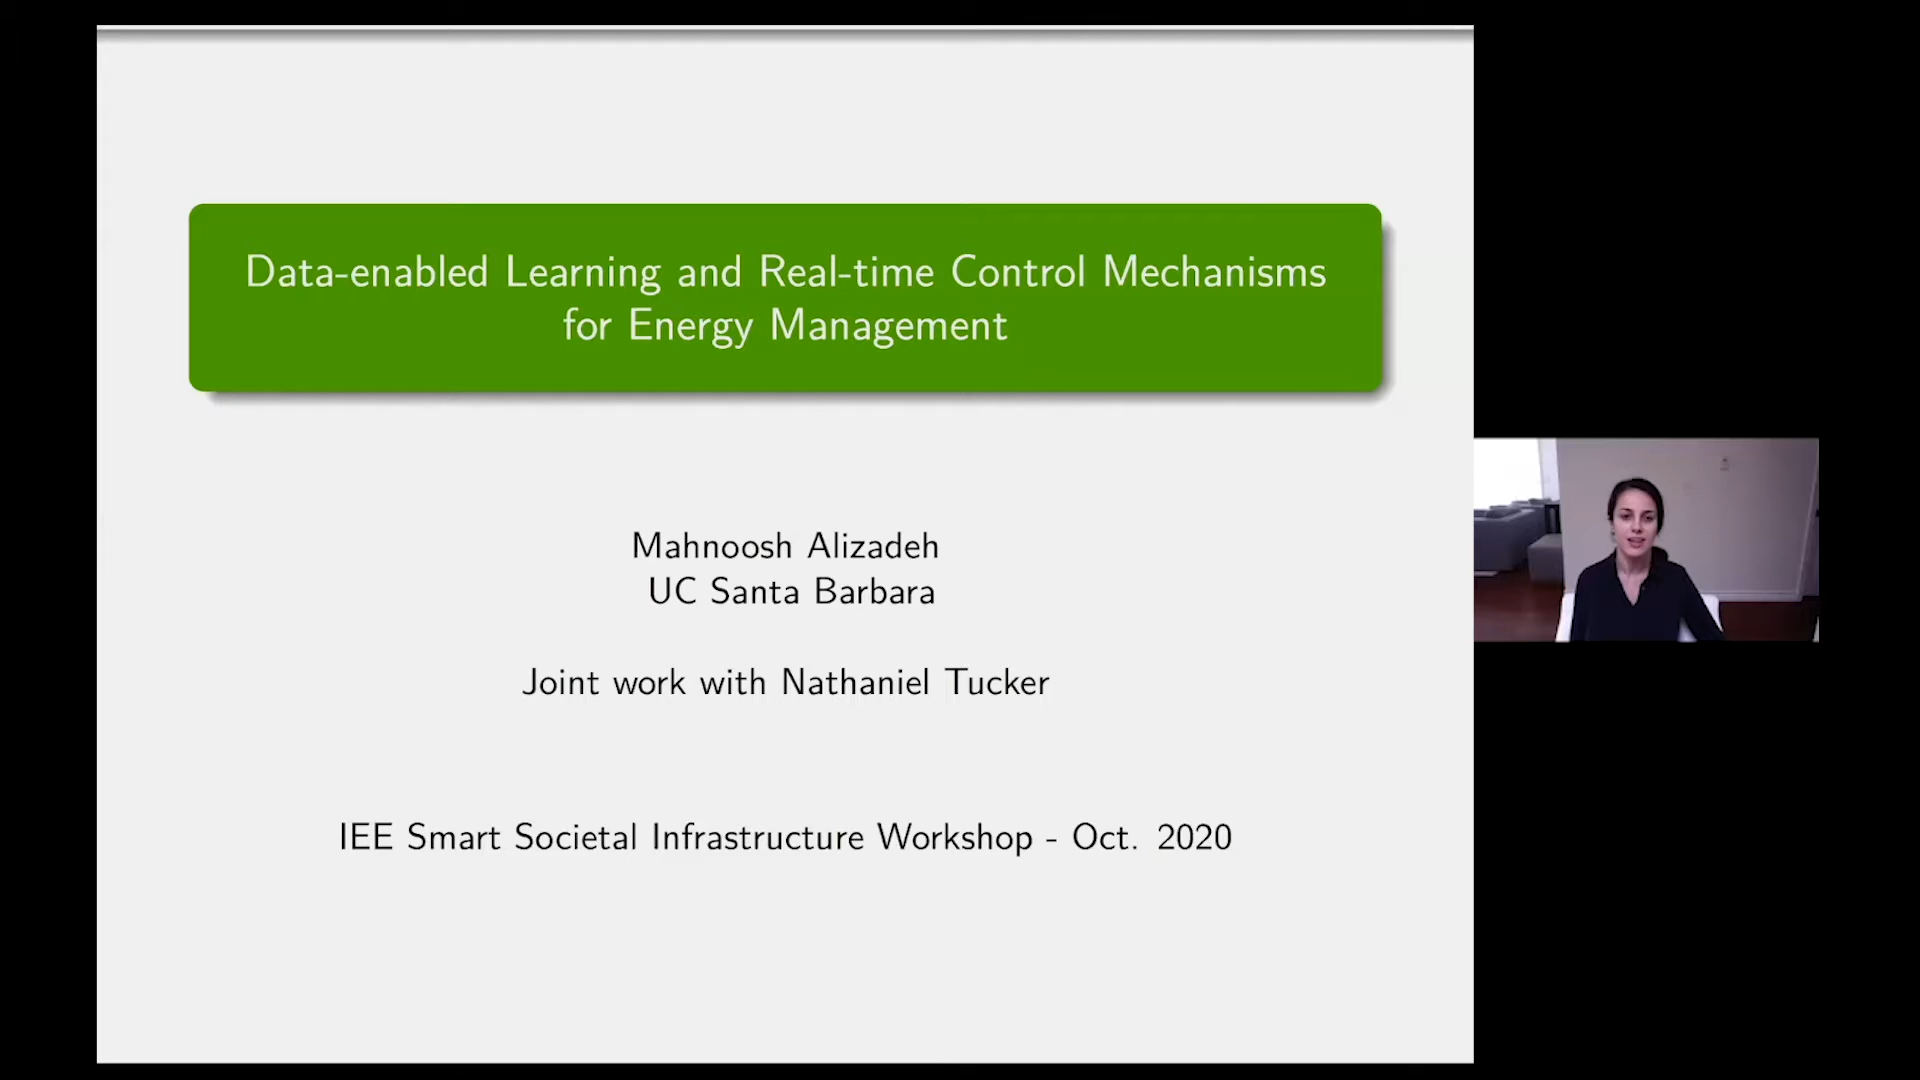 Data-enabled Learning and Real-time Control Mechanisms
for Energy Management
Mahnoosh Alizadeh
UC Santa Barbara
Joint work with Nathaniel Tucker
IEE Smart Societal Infrastructure Workshop - Oct. 2020